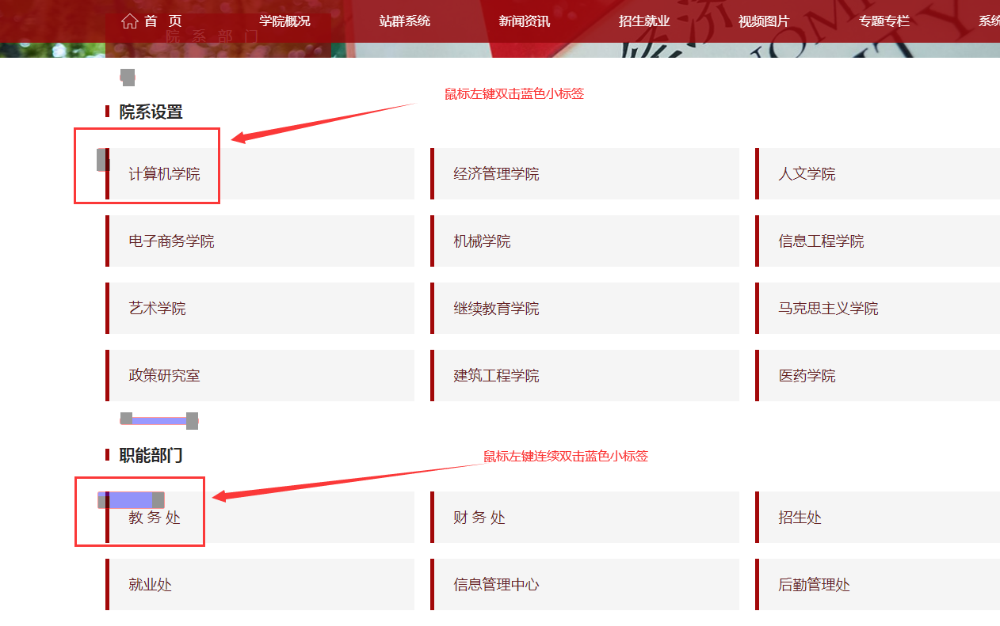 首 页 学院概况 站群系统 新闻资讯 招生就业 视频图片 专题专栏 系统
院系部门
鼠标左键双击蓝色小标签
院系设置
计算机学院 经济管理学院 人文学院
电子商务学院 机械学院 信息工程学院
艺术学院 继续教育学院 马克思主义学院
政策研究室 建筑工程学院 医药学院
鼠标左键连续双击蓝色小标签
职能部门
教 务 处 财 务 处 招生处
就业处 信息管理中心 后勤管理处